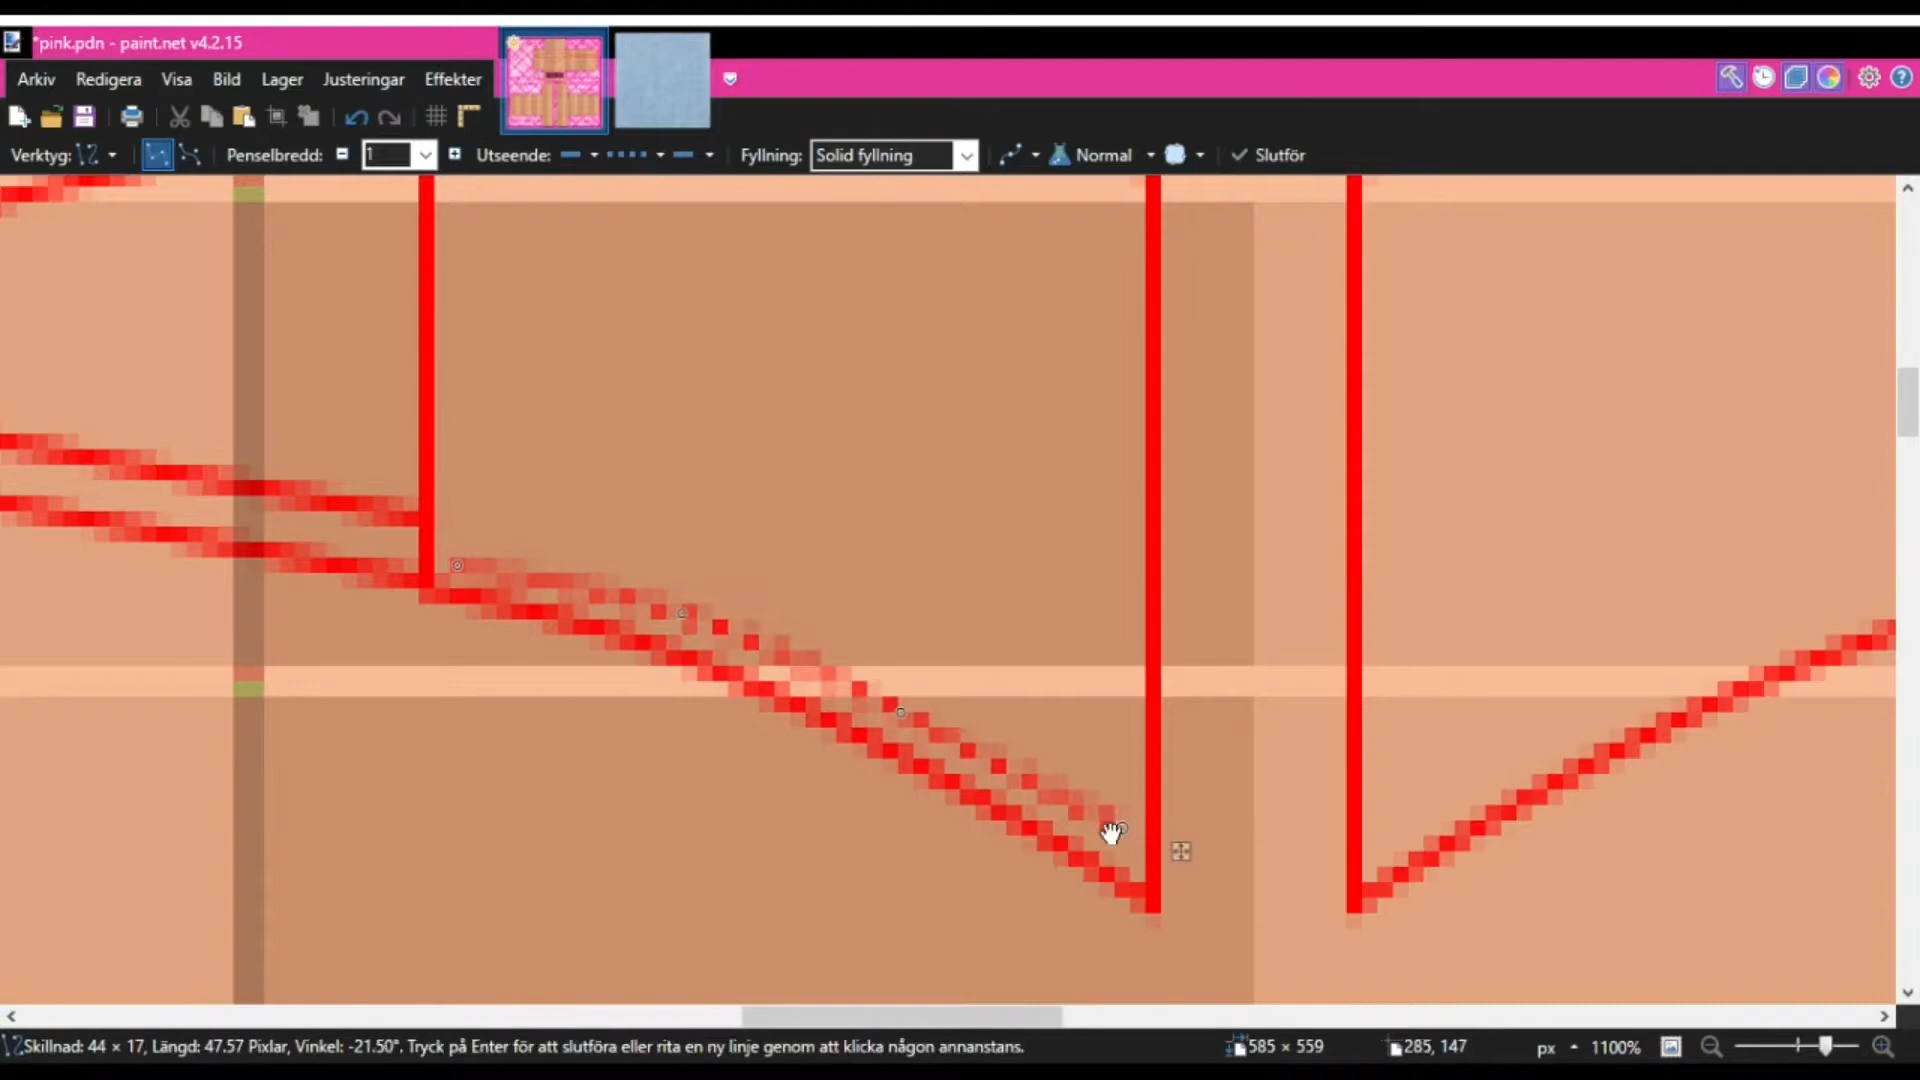 *pink.pdn - paint.net v4.2.15
Arkiv Redigera Visa Bild Lager Justeringar Effekter
Verktyg: Penselbredd: 1 Utseende: Fyllning: Solid fyllning Normal Slutför
Skillnad: 44 × 17, Längd: 47.57 Pixlar, Vinkel: -21.50°. Tryck på Enter för att slutföra eller rita en ny linje genom att klicka någon annanstans. 585 × 559 285, 147 px 1100%